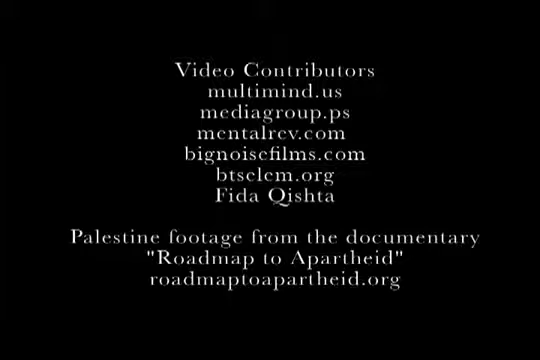 Video Contributors
multimind.us
mediagroup.ps
mentalrev.com
bignoisefilms.com
btselem.org
Fida Qishta
Palestine footage from the documentary
"Roadmap to Apartheid"
roadmaptoapartheid.org